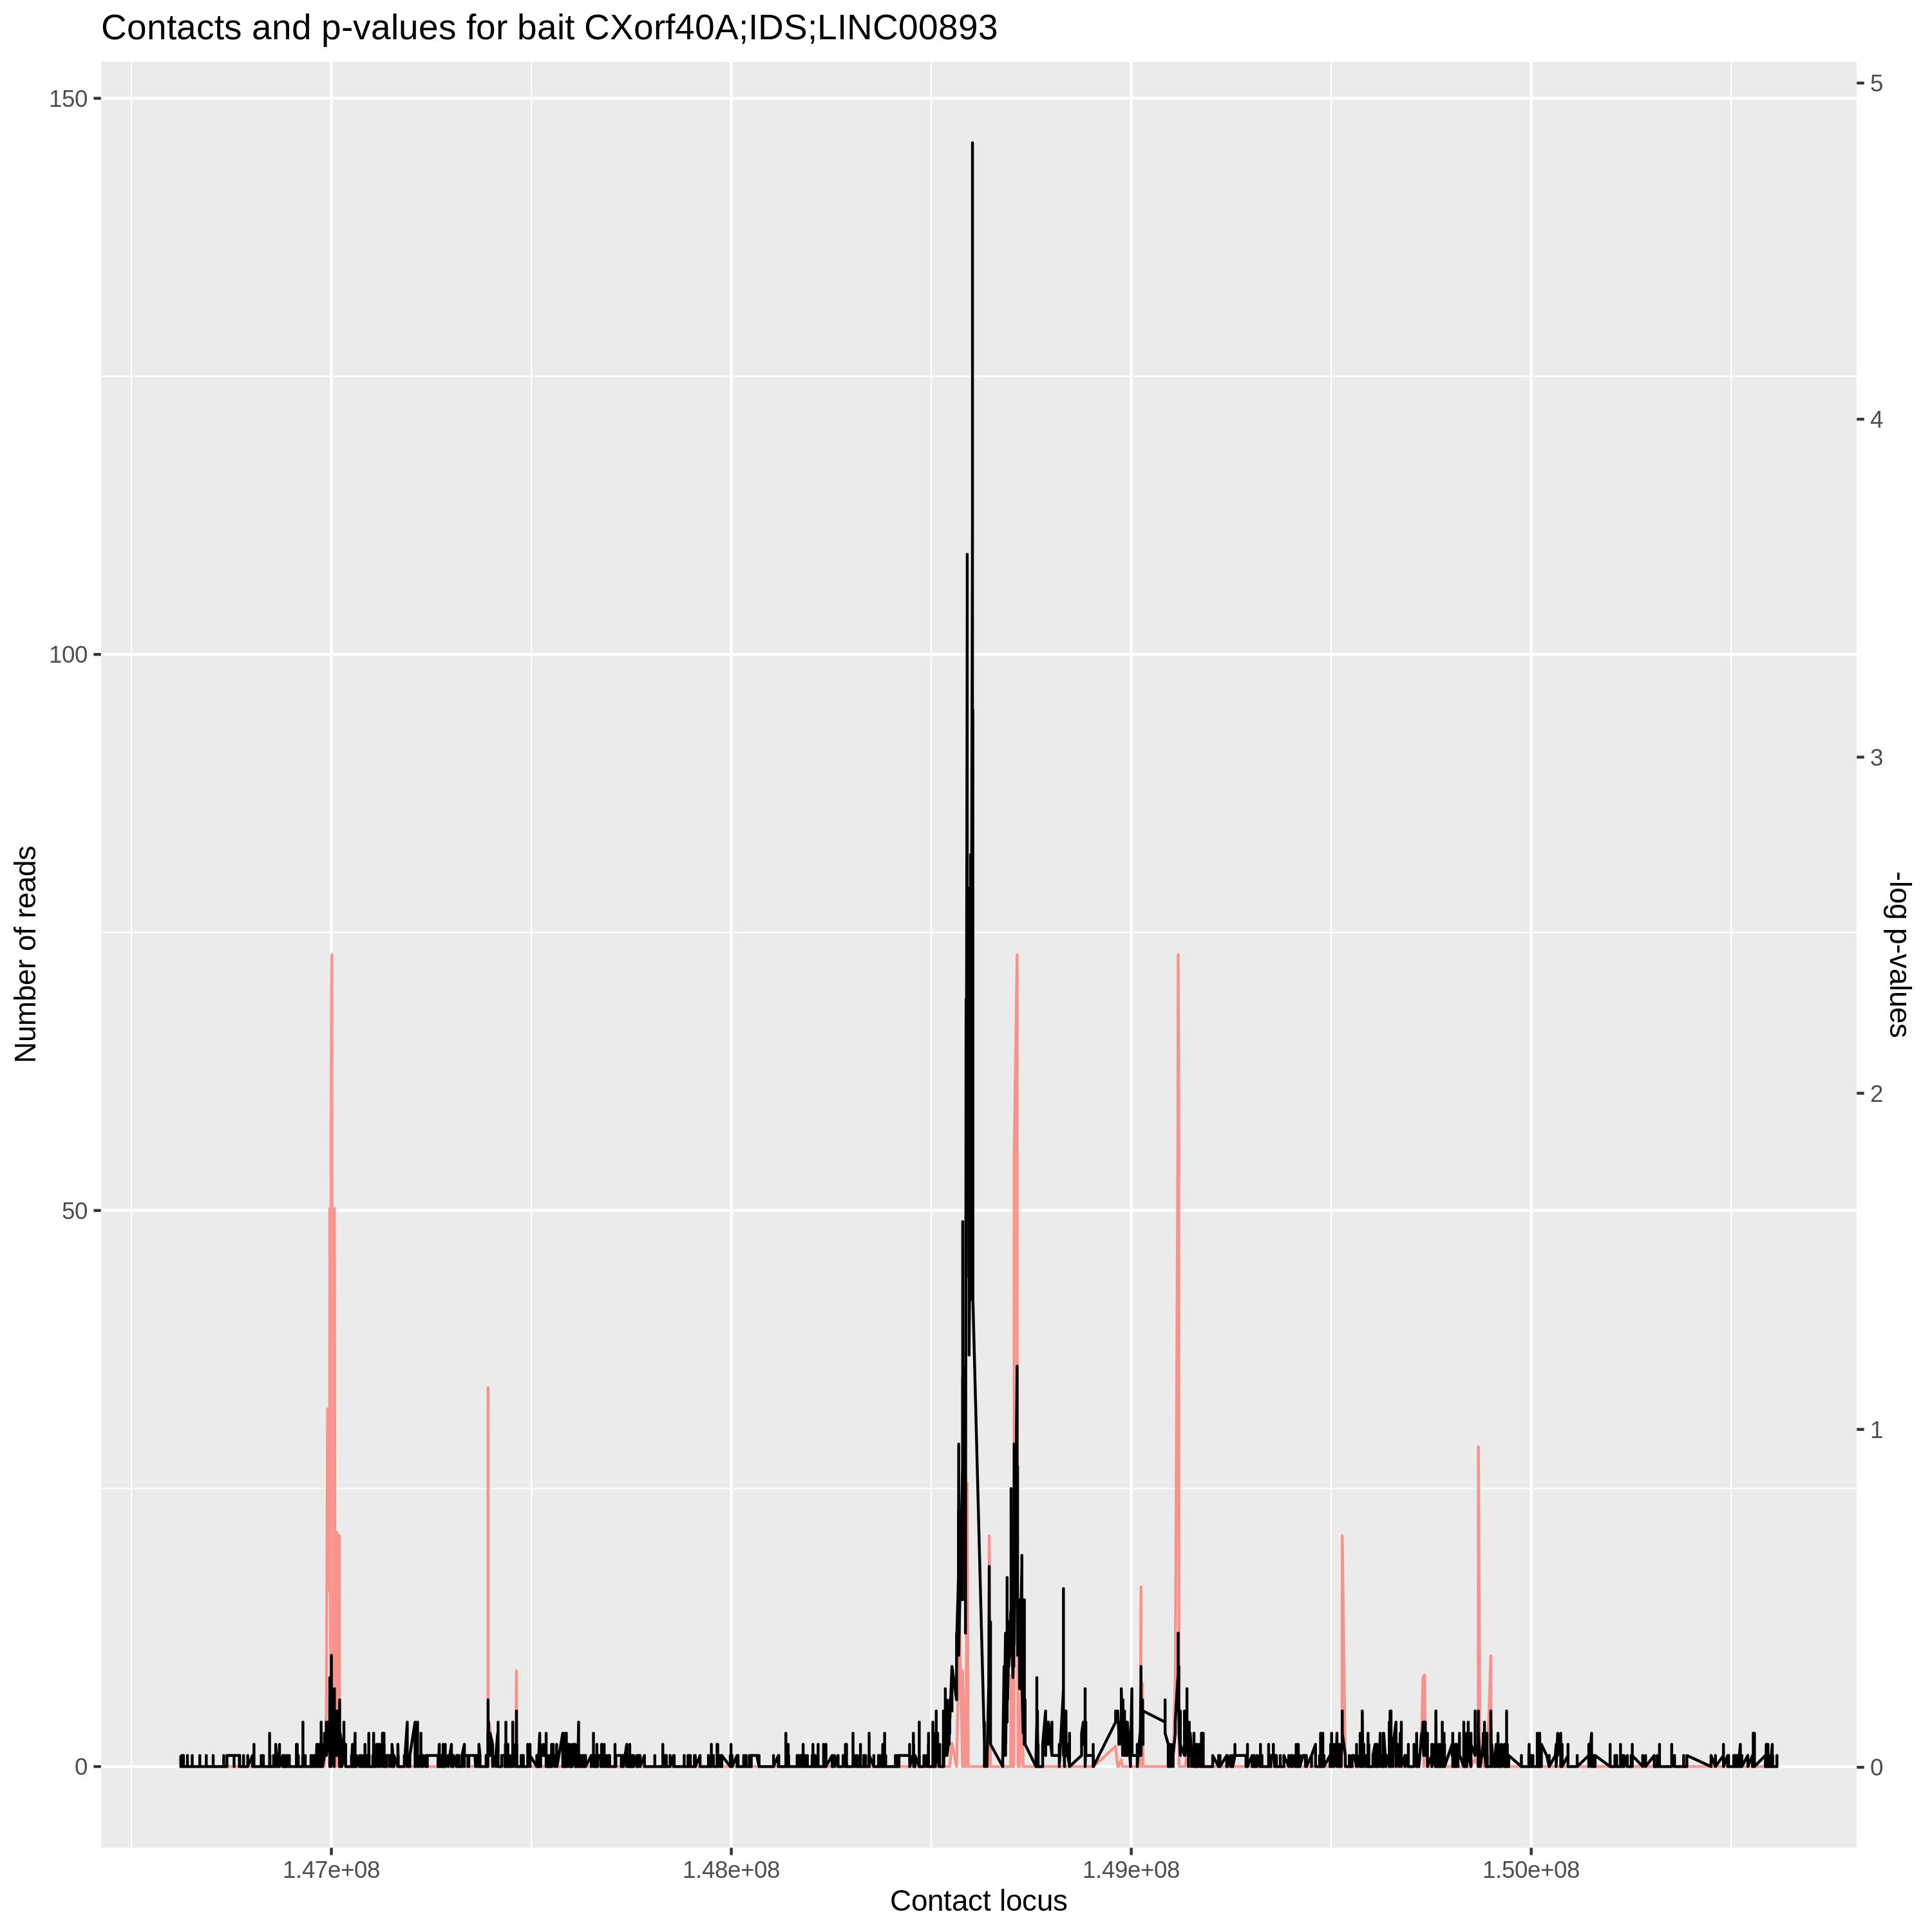 Contacts and p-values for bait CXorf40A;IDS;LINC00893
150
100
50
0
Number of reads
5
4
3
2
1
0
-log p-values
1.47e+08
1.48e+08
1.49e+08
1.50e+08
Contact locus